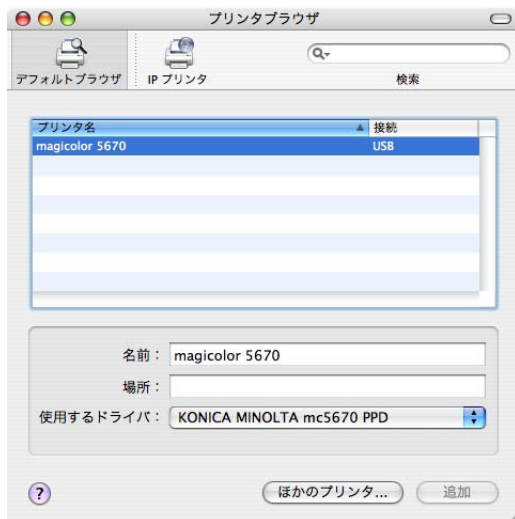 プリンタブラウザ
デフォルトブラウザ
IP プリンタ
検索
プリンタ名 接続
magicolor 5670 USB
名前： magicolor 5670
場所：
使用するドライバ： KONICA MINOLTA mc5670 PPD
? ほかのプリンタ... 追加